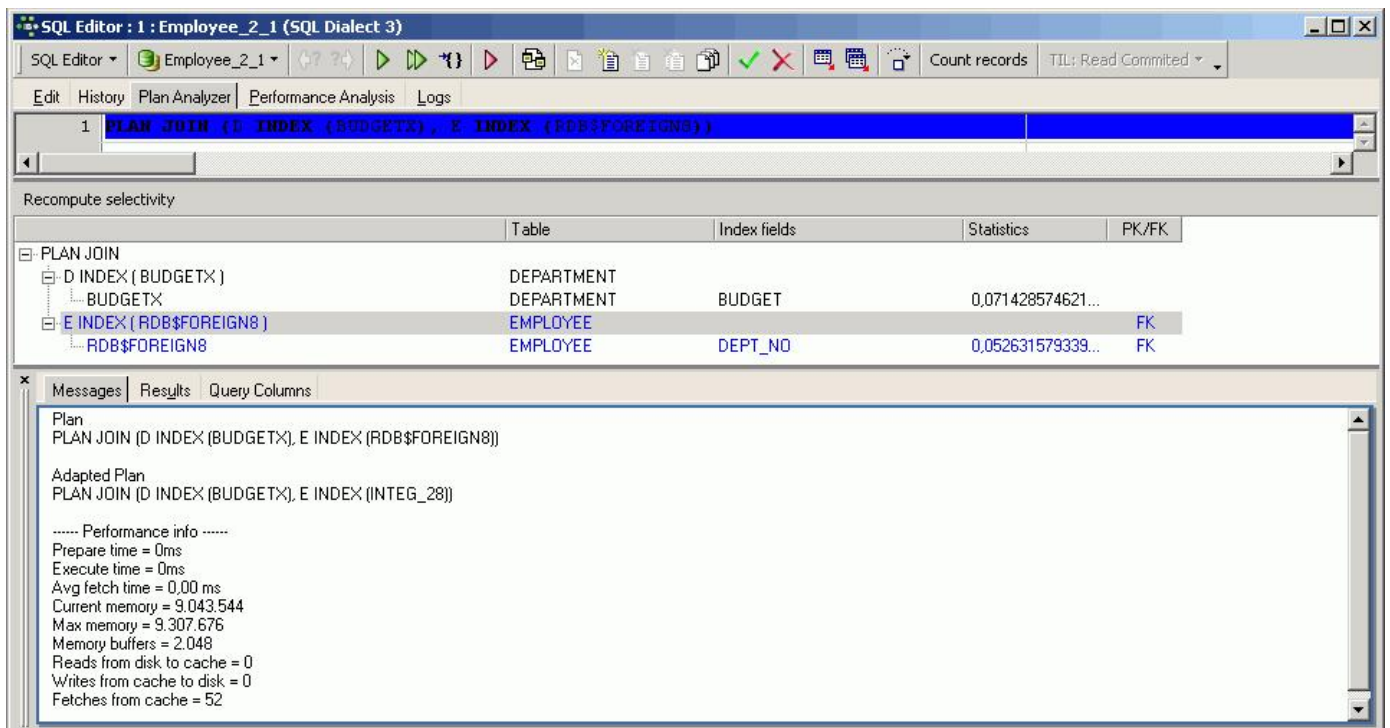 SQL Editor : 1 : Employee_2_1 (SQL Dialect 3)
SQL Editor Employee_2_1 Count records TIL: Read Commited
Edit History Plan Analyzer Performance Analysis Logs
1 PLAN JOIN (D INDEX (BUDGETX), E INDEX (RDB$FOREIGN8))
Recompute selectivity
Table Index fields Statistics PK/FK
PLAN JOIN
D INDEX ( BUDGETX ) DEPARTMENT
BUDGETX DEPARTMENT BUDGET 0,071428574621...
E INDEX ( RDB$FOREIGN8 ) EMPLOYEE FK
RDB$FOREIGN8 EMPLOYEE DEPT_NO 0,052631579339... FK
Messages Results Query Columns
Plan
PLAN JOIN (D INDEX (BUDGETX), E INDEX (RDB$FOREIGN8))
Adapted Plan
PLAN JOIN (D INDEX (BUDGETX), E INDEX (INTEG_28))
------ Performance info ------
Prepare time = 0ms
Execute time = 0ms
Avg fetch time = 0,00 ms
Current memory = 9.043.544
Max memory = 9.307.676
Memory buffers = 2.048
Reads from disk to cache = 0
Writes from cache to disk = 0
Fetches from cache = 52